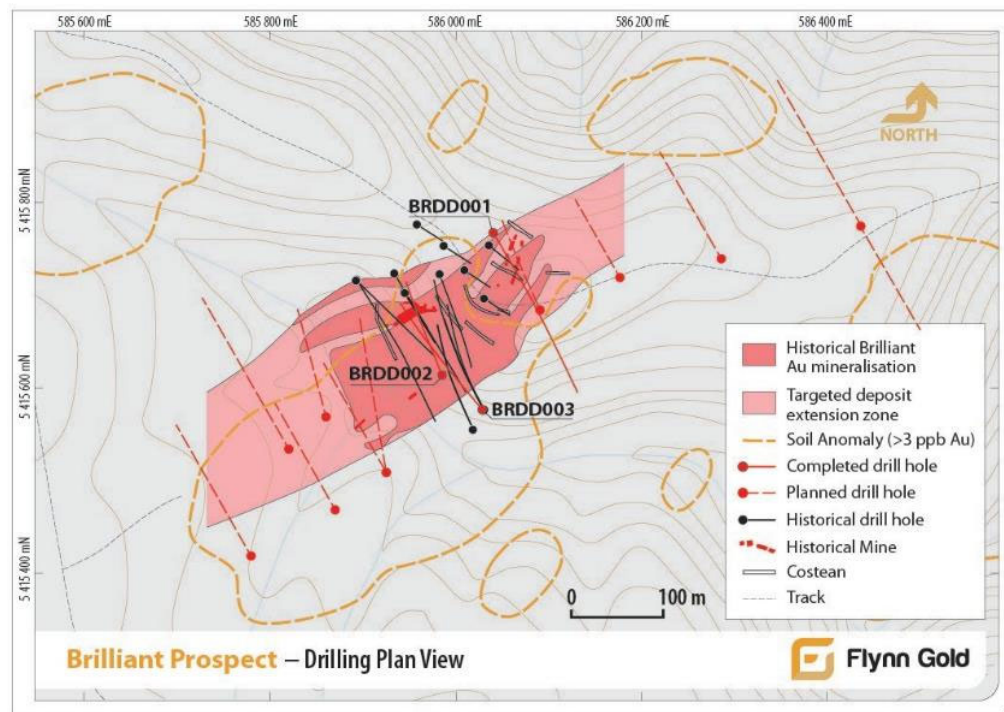 585 600 mE
585 800 mE
586 000 mE
586 200 mE
586 400 mE
5 415 800 mN
5 415 600 mN
5 415 400 mN
NORTH
BRDD001
BRDD002
BRDD003
Historical Brilliant
Au mineralisation
Targeted deposit
extension zone
Soil Anomaly (>3 ppb Au)
Completed drill hole
Planned drill hole
Historical drill hole
Historical Mine
Costean
Track
0 100 m
Brilliant Prospect – Drilling Plan View
Flynn Gold